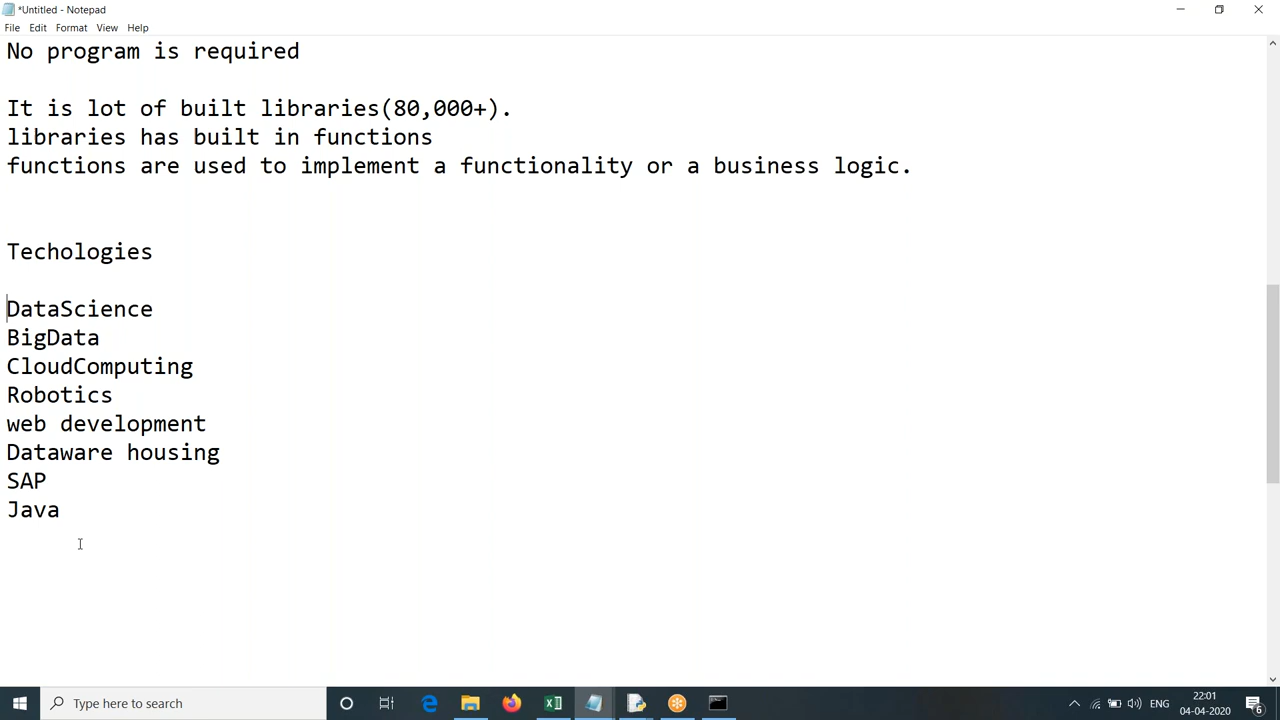 *Untitled - Notepad
File Edit Format View Help
No program is required
It is lot of built libraries(80,000+).
libraries has built in functions
functions are used to implement a functionality or a business logic.
Techologies
DataScience
BigData
CloudComputing
Robotics
web development
Dataware housing
SAP
Java
Type here to search
ENG
22:01
04-04-2020
6